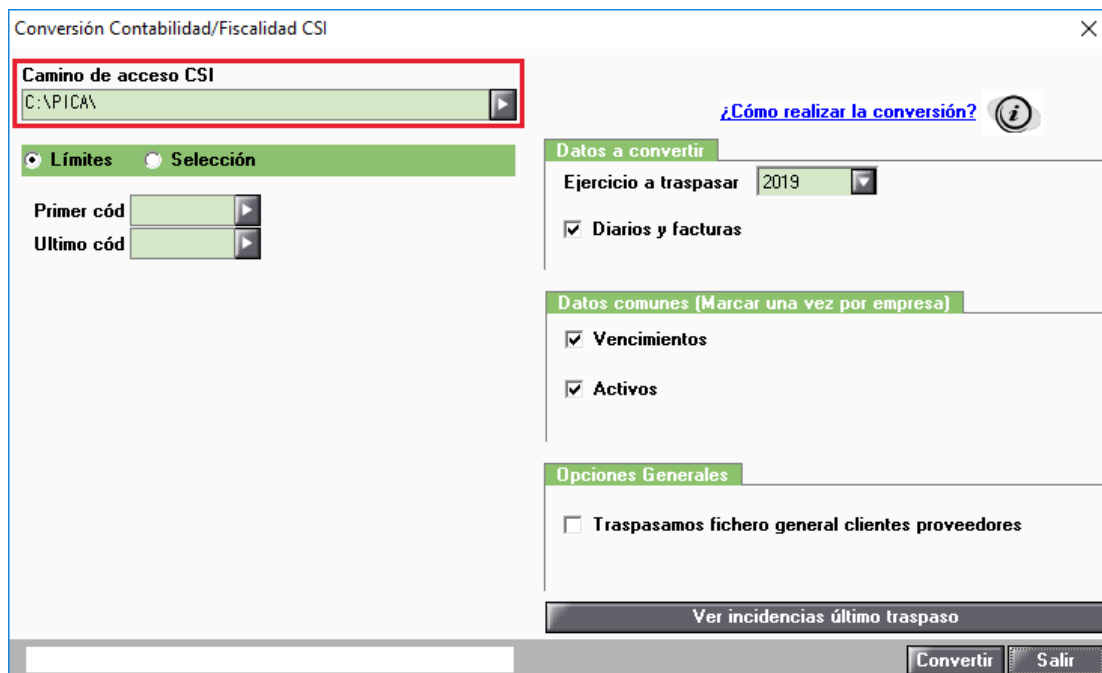 Conversión Contabilidad/Fiscalidad CSI
Camino de acceso CSI
C:\PICA\
¿Cómo realizar la conversión?
Límites Selección
Primer cód
Ultimo cód
Datos a convertir
Ejercicio a traspasar 2019
Diarios y facturas
Datos comunes (Marcar una vez por empresa)
Vencimientos
Activos
Opciones Generales
Traspasamos fichero general clientes proveedores
Ver incidencias último traspaso
Convertir Salir